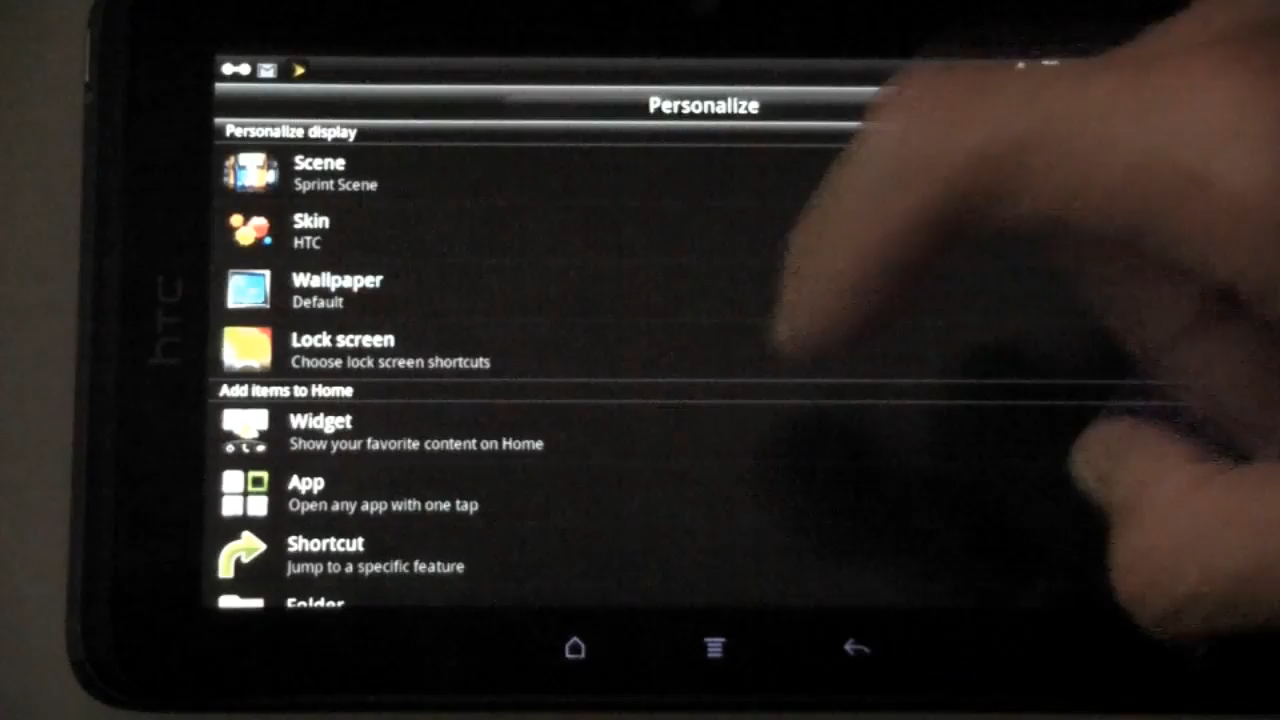 Personalize
Personalize display
Scene
Sprint Scene
Skin
HTC
Wallpaper
Default
Lock screen
Choose lock screen shortcuts
Add items to Home
Widget
Show your favorite content on Home
App
Open any app with one tap
Shortcut
Jump to a specific feature
Folder
hTC